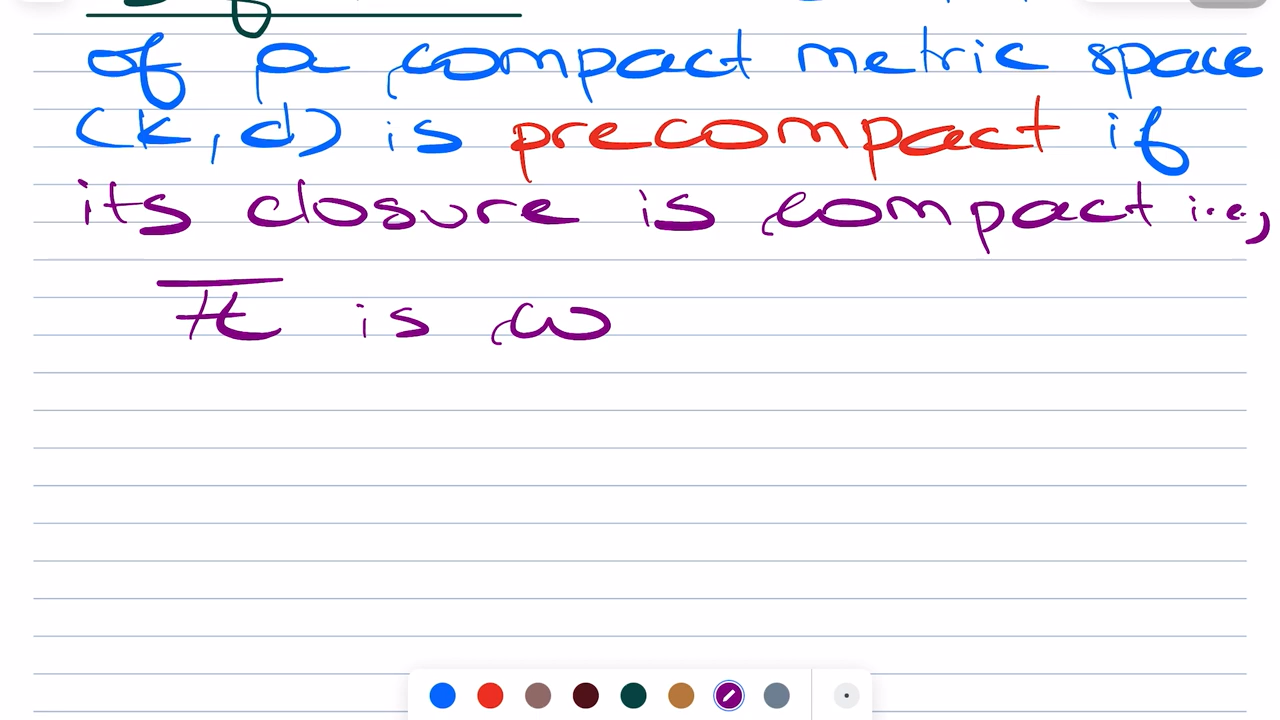 of a compact metric space
(K, d) is precompact if
its closure is compact i.e.,
is co